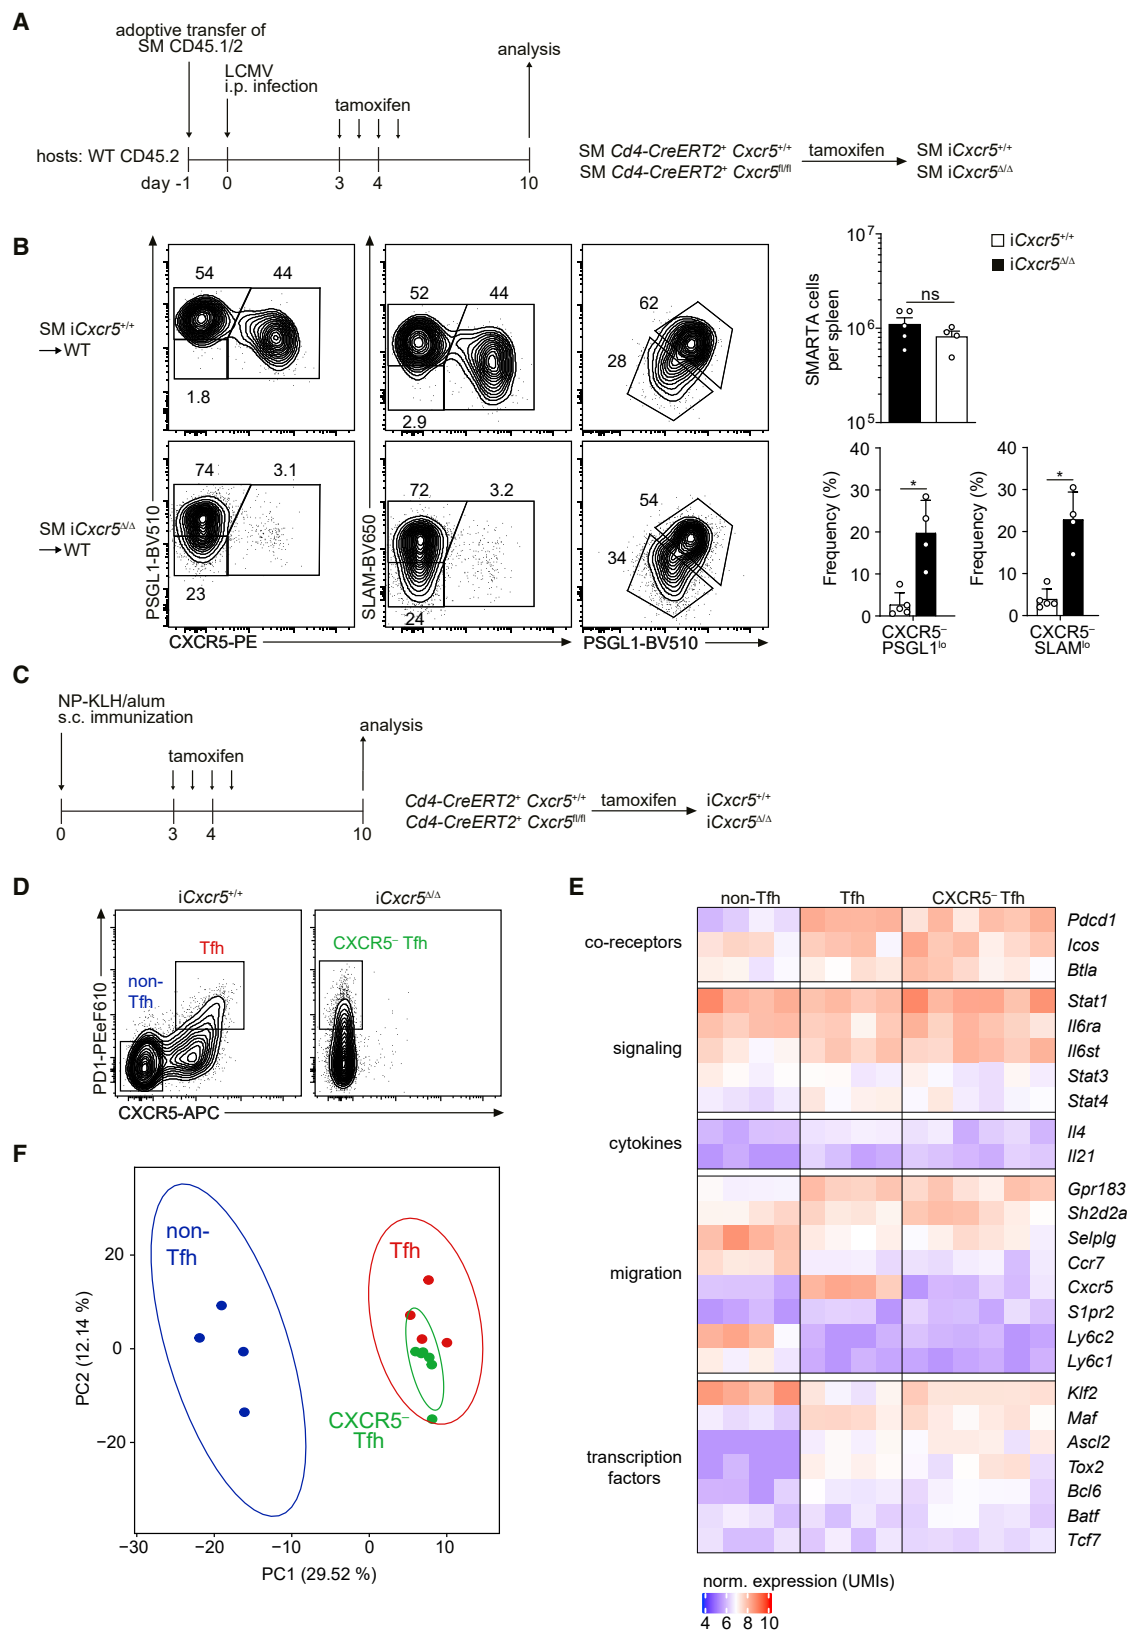 A
adoptive transfer of
SM CD45.1/2
LCMV
i.p. infection
tamoxifen
analysis
hosts: WT CD45.2
day -1
0
3
4
10
SM Cd4-CreERT2+ Cxcr5+/+
SM Cd4-CreERT2+ Cxcr5fl/fl
tamoxifen
SM iCxcr5+/+
SM iCxcr5Δ/Δ
B
SM iCxcr5+/+
→WT
54
44
1.8
52
44
2.9
62
28
SM iCxcr5Δ/Δ
→WT
74
3.1
23
72
3.2
24
54
34
PSGL1-BV510
SLAM-BV650
CXCR5-PE
PSGL1-BV510
SMARTA cells
per spleen
10^7
10^6
10^5
ns
iCxcr5+/+
iCxcr5Δ/Δ
Frequency (%)
40
30
20
10
0
*
CXCR5–
PSGL1lo
Frequency (%)
40
30
20
10
0
*
CXCR5–
SLAMlo
C
NP-KLH/alum
s.c. immunization
tamoxifen
analysis
0
3
4
10
Cd4-CreERT2+ Cxcr5+/+
Cd4-CreERT2+ Cxcr5fl/fl
tamoxifen
iCxcr5+/+
iCxcr5Δ/Δ
D
iCxcr5+/+
iCxcr5Δ/Δ
Tfh
non-
Tfh
CXCR5– Tfh
PD1-PEeF610
CXCR5-APC
E
non-Tfh
Tfh
CXCR5– Tfh
co-receptors
Pdcd1
Icos
Btla
signaling
Stat1
Il6ra
Il6st
Stat3
Stat4
cytokines
Il4
Il21
migration
Gpr183
Sh2d2a
Selplg
Ccr7
Cxcr5
S1pr2
Ly6c2
Ly6c1
transcription
factors
Klf2
Maf
Ascl2
Tox2
Bcl6
Batf
Tcf7
norm. expression (UMIs)
4 6 8 10
F
non-
Tfh
Tfh
CXCR5–
Tfh
PC2 (12.14 %)
20
0
−20
−30
−20
−10
0
10
PC1 (29.52 %)